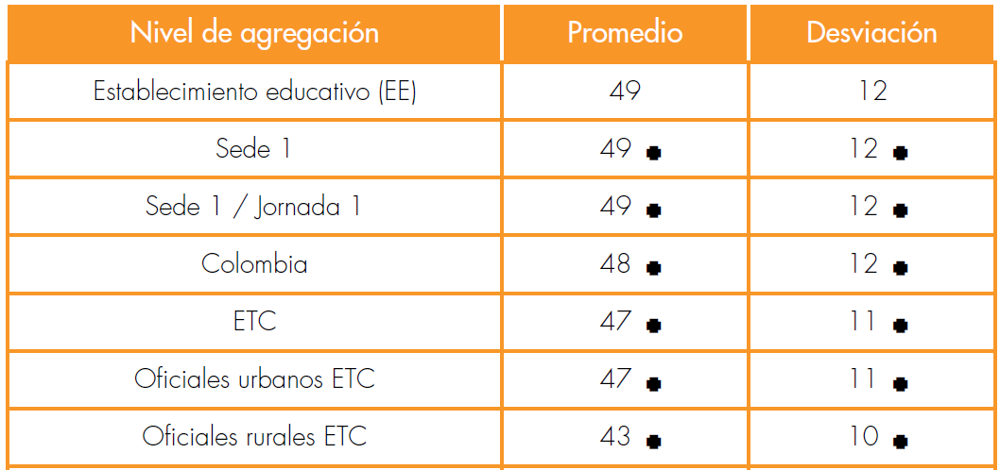 Nivel de agregación Promedio Desviación
Establecimiento educativo (EE) 49 12
Sede 1 49 • 12 •
Sede 1 / Jornada 1 49 • 12 •
Colombia 48 • 12 •
ETC 47 • 11 •
Oficiales urbanos ETC 47 • 11 •
Oficiales rurales ETC 43 • 10 •